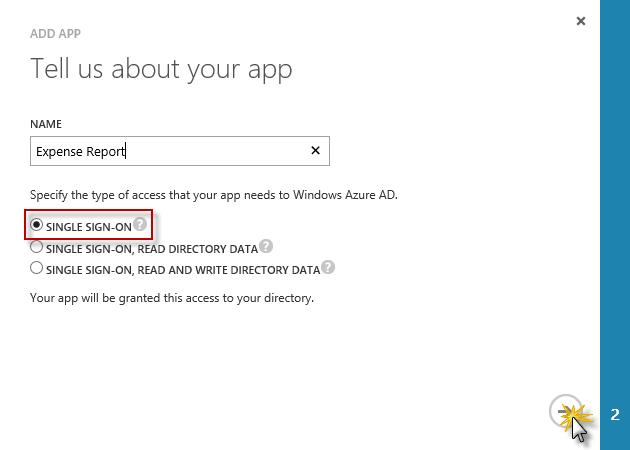 ADD APP
Tell us about your app
NAME
Expense Report
Specify the type of access that your app needs to Windows Azure AD.
SINGLE SIGN-ON ?
SINGLE SIGN-ON, READ DIRECTORY DATA ?
SINGLE SIGN-ON, READ AND WRITE DIRECTORY DATA ?
Your app will be granted this access to your directory.
2